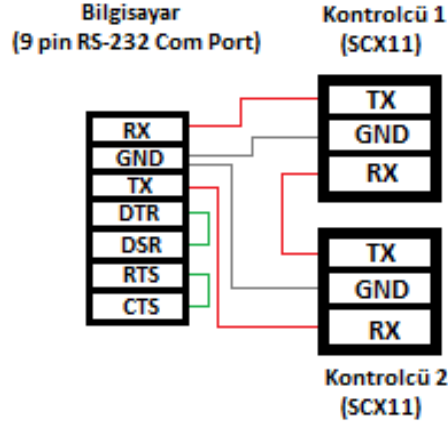 Bilgisayar
(9 pin RS-232 Com Port)
RX
GND
TX
DTR
DSR
RTS
CTS
Kontrolcü 1
(SCX11)
TX
GND
RX
TX
GND
RX
Kontrolcü 2
(SCX11)